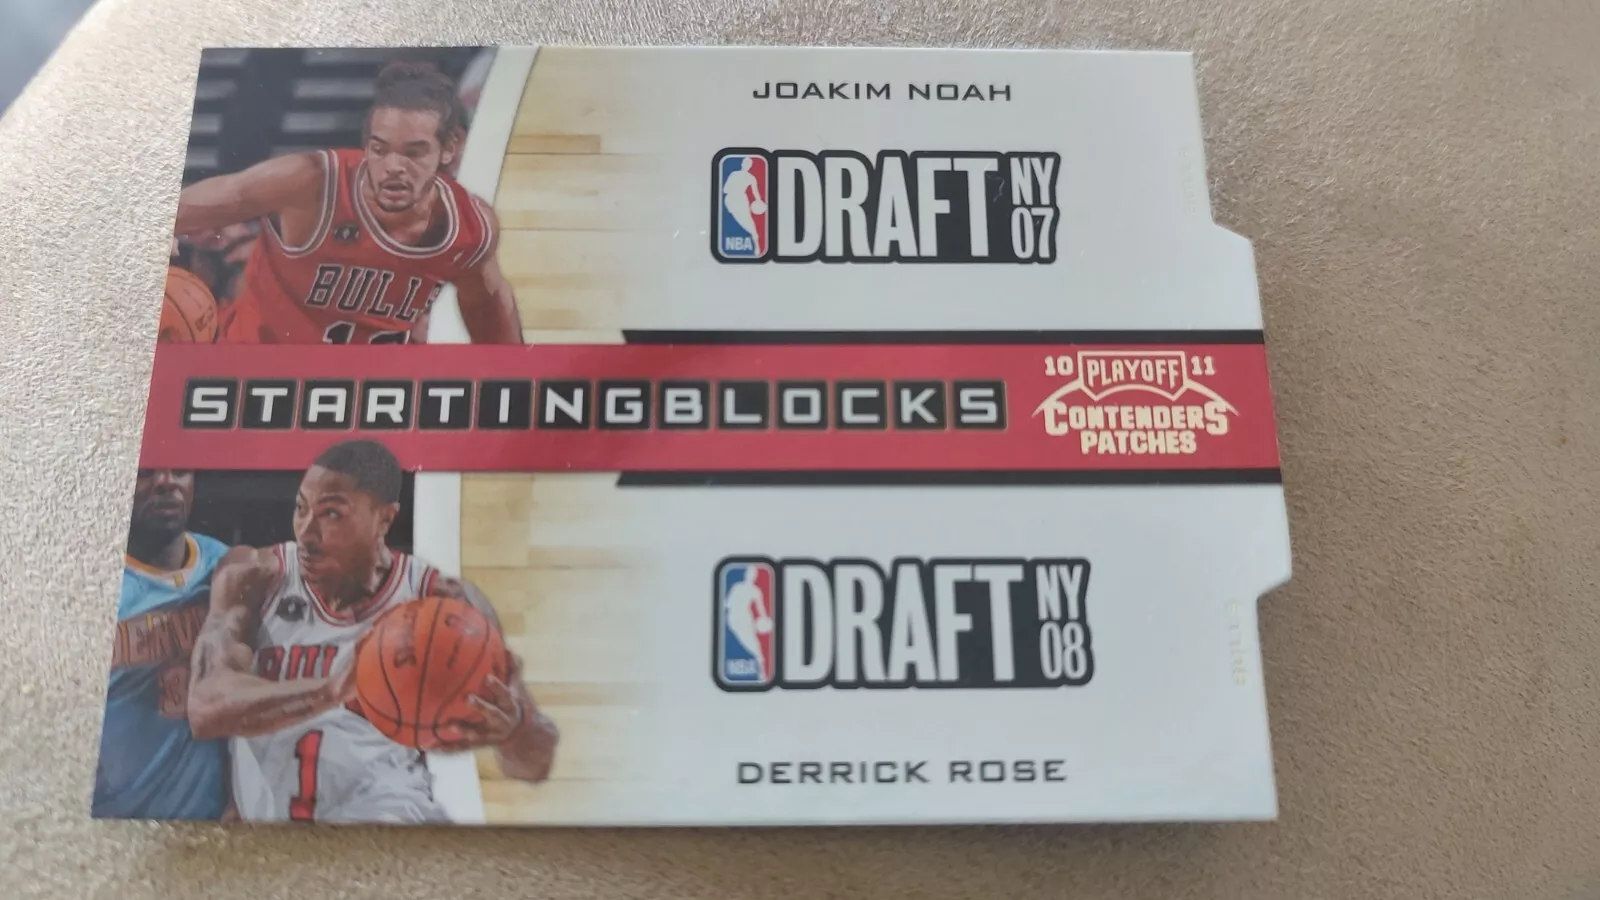 JOAKIM NOAH
NBA DRAFT NY 07
BULLS
STARTINGBLOCKS
10 PLAYOFF 11
CONTENDERS
PATCHES
NBA DRAFT NY 08
1
DERRICK ROSE